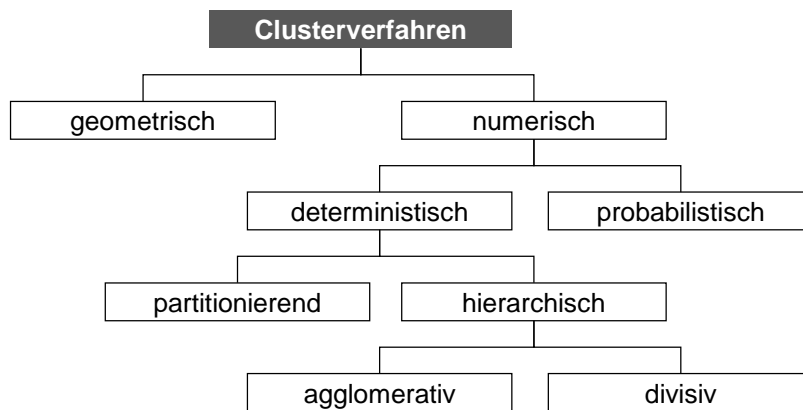 Clusterverfahren
geometrisch
numerisch
deterministisch
probabilistisch
partitionierend
hierarchisch
agglomerativ
divisiv